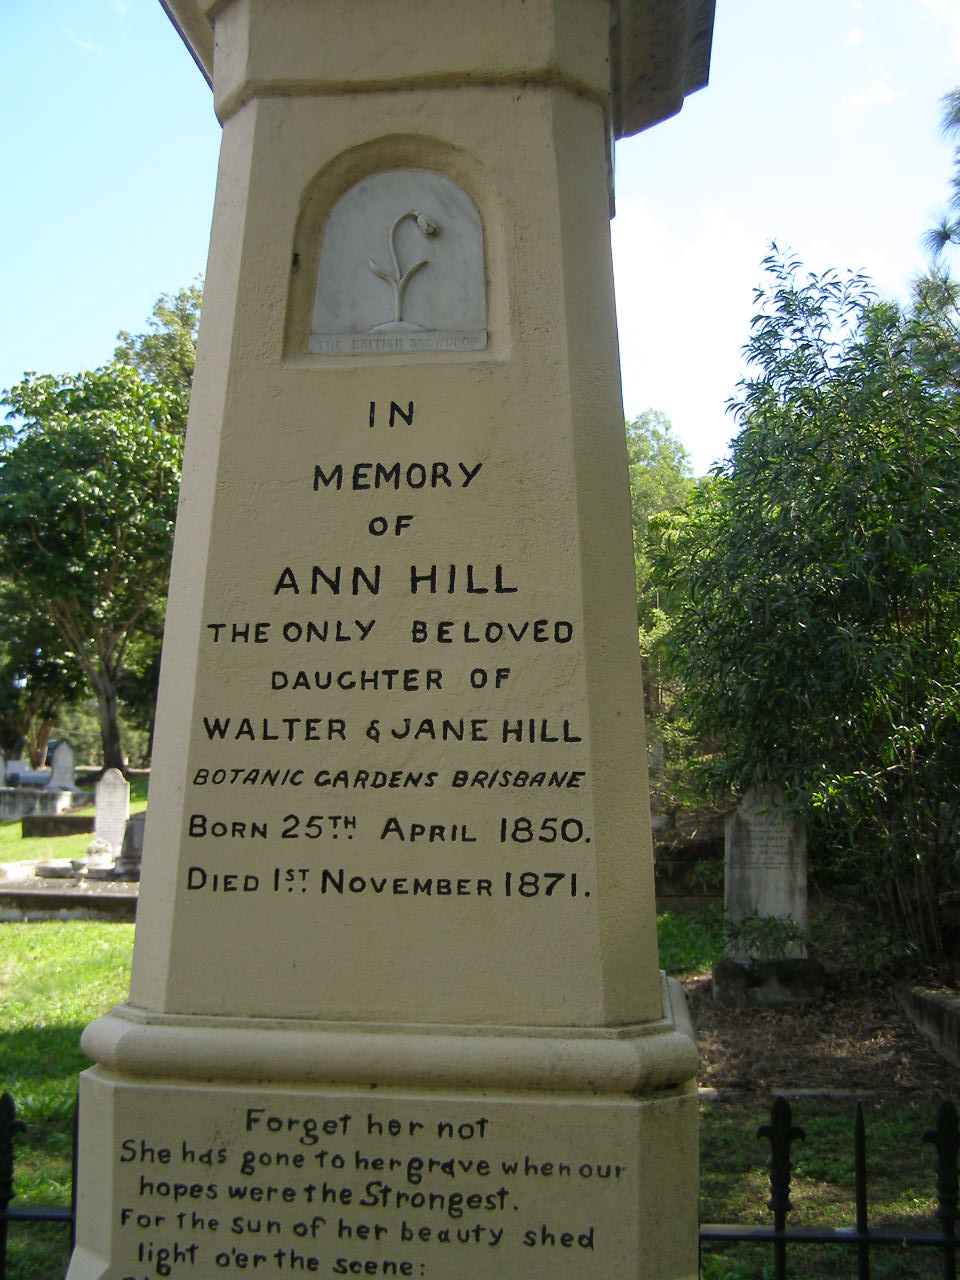 THE BRITISH SNOWDROP
IN
MEMORY
OF
ANN HILL
THE ONLY BELOVED
DAUGHTER OF
WALTER & JANE HILL
BOTANIC GARDENS BRISBANE
BORN 25TH. APRIL 1850.
DIED 1ST. NOVEMBER 1871.
Forget her not
She has gone to her grave when our
hopes were the Strongest.
For the sun of her beauty shed
light o'er the scene: